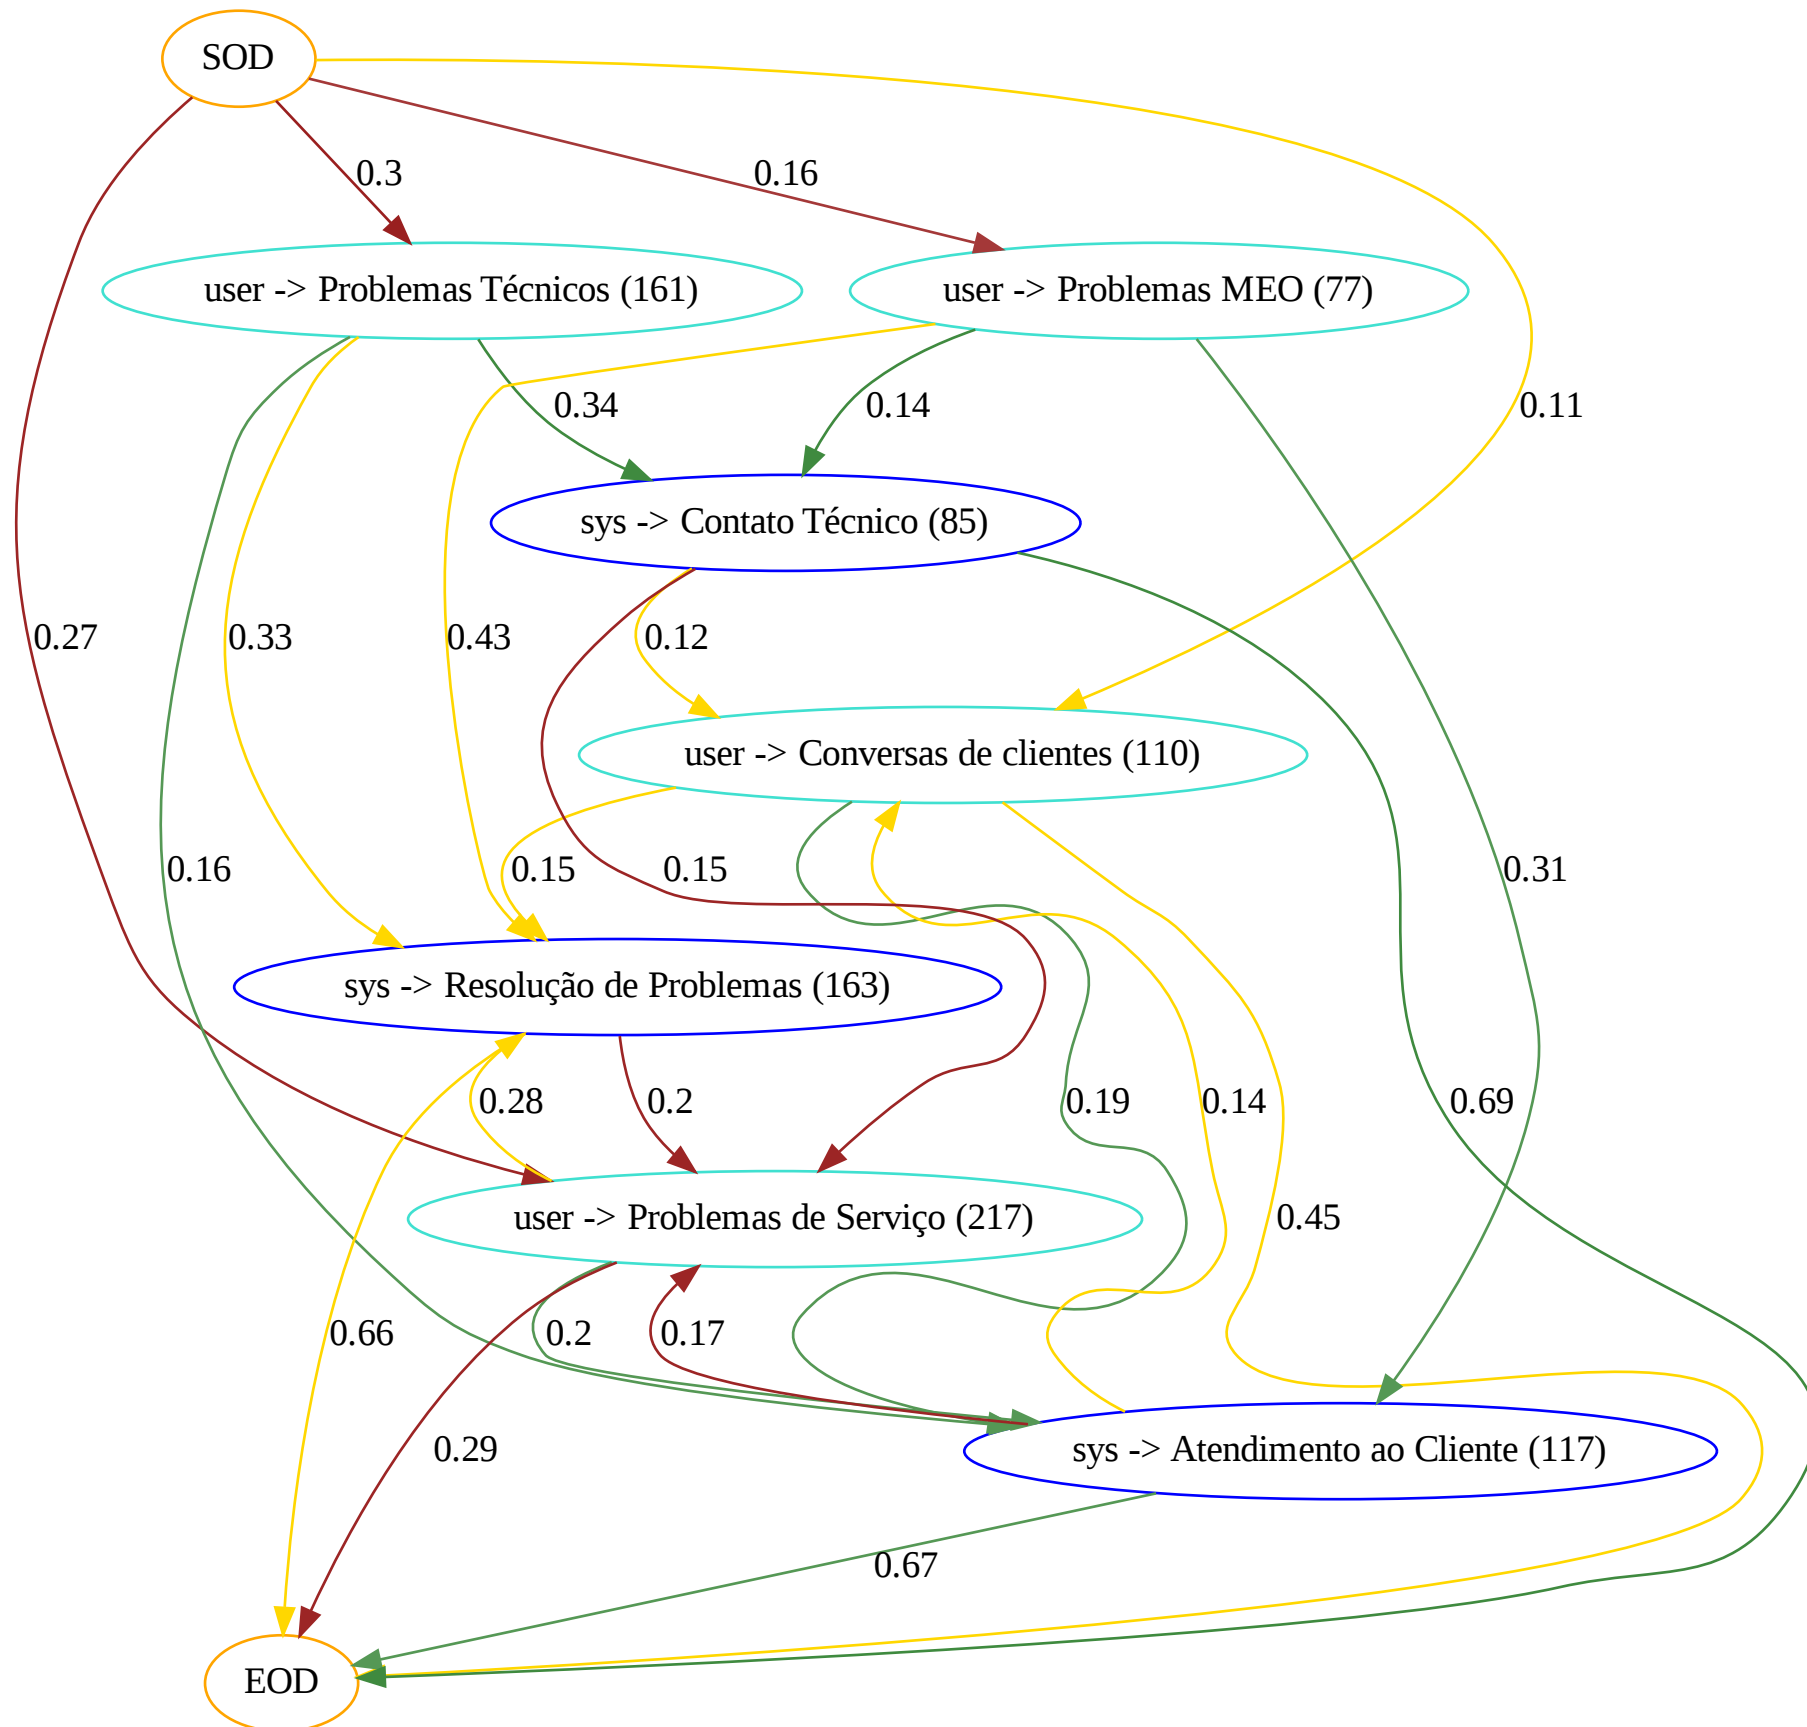 SOD
0.3
0.16
user -> Problemas Técnicos (161)
user -> Problemas MEO (77)
0.34
0.14
0.11
sys -> Contato Técnico (85)
0.27
0.33
0.43
0.12
user -> Conversas de clientes (110)
0.16
0.15
0.15
0.31
sys -> Resolução de Problemas (163)
0.28
0.2
0.19
0.14
0.69
user -> Problemas de Serviço (217)
0.45
0.66
0.2
0.17
0.29
sys -> Atendimento ao Cliente (117)
0.67
EOD